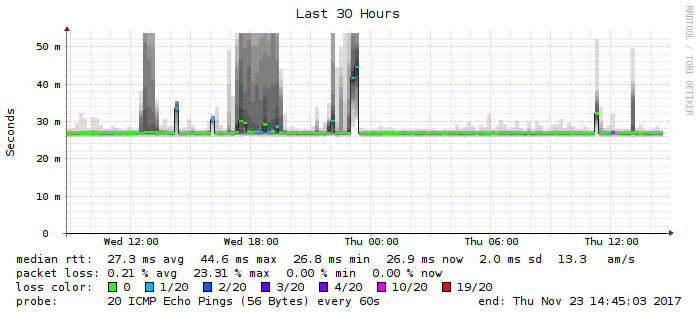 Last 30 Hours
RRDTOOL / TOBI OETIKER
Seconds
50 m
40 m
30 m
20 m
10 m
0
Wed 12:00 Wed 18:00 Thu 00:00 Thu 06:00 Thu 12:00
median rtt: 27.3 ms avg 44.6 ms max 26.8 ms min 26.9 ms now 2.0 ms sd 13.3 am/s
packet loss: 0.21 % avg 23.31 % max 0.00 % min 0.00 % now
loss color: 0 1/20 2/20 3/20 4/20 10/20 19/20
probe: 20 ICMP Echo Pings (56 Bytes) every 60s end: Thu Nov 23 14:45:03 2017